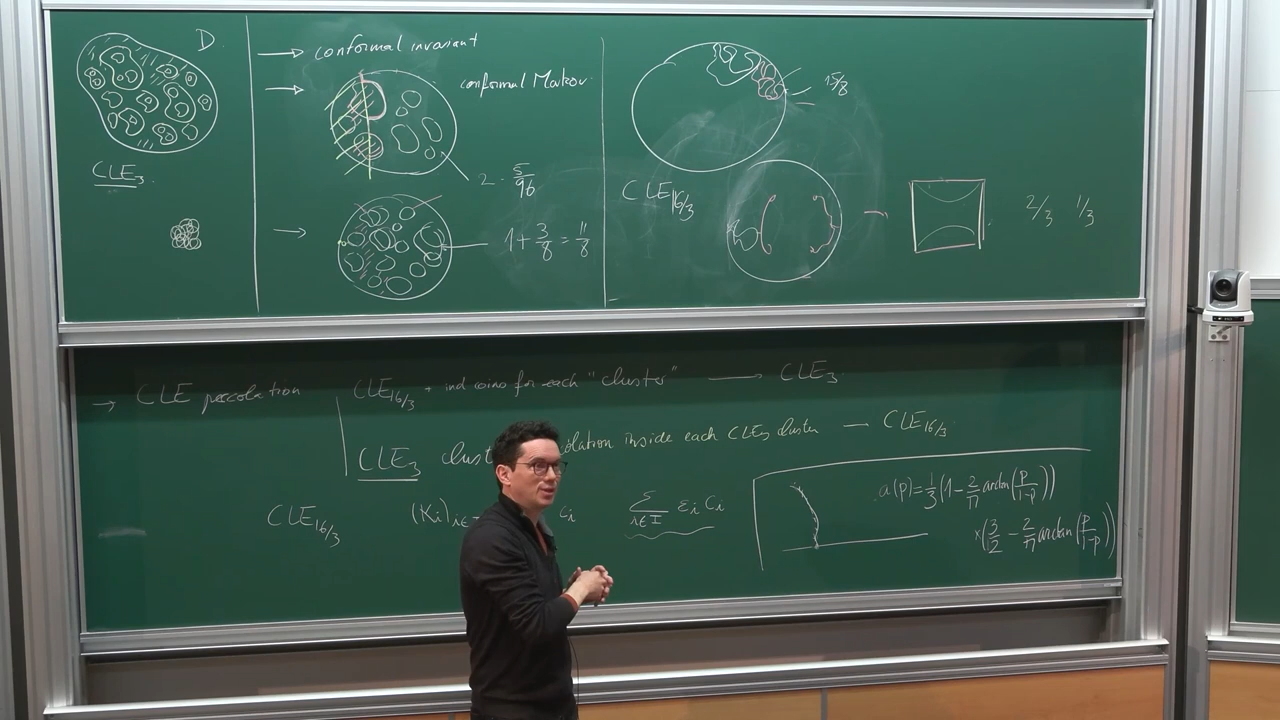 D
→ conformal invariant
→ conformal Markov
CLE₃
2 - 5/96
→ 1 + 3/8 = 11/8
15/8
CLE16/3
2/3 1/3
→ CLE percolation
CLE16/3 + ind coins for each "cluster" → CLE₃
CLE₃ inside each CLE₃ cluster — CLE16/3
CLE16/3 (Ki)i∈ ci ∑i∈I εi Ci
a(p) = 1/3 (1 - 2/π arctan(p/1-p))
× (3/2 - 2/π arctan(p/1-p))